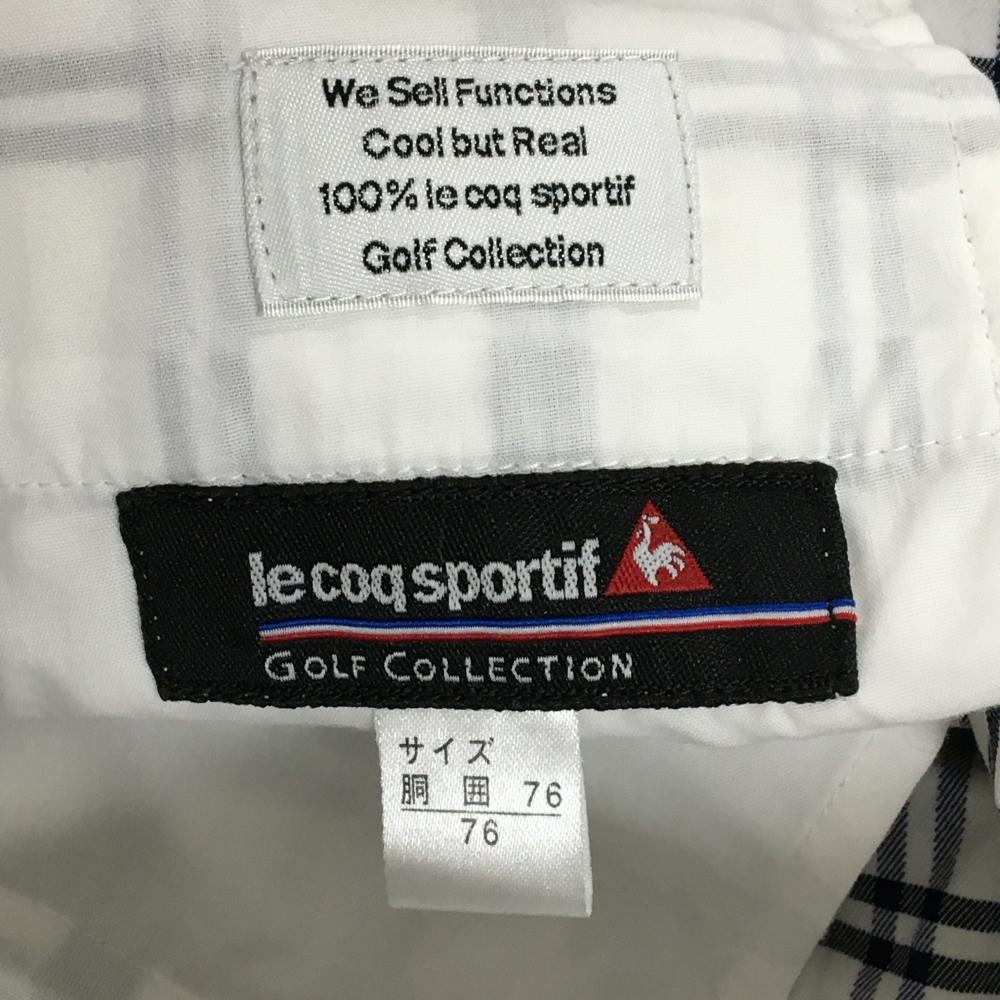 We Sell Functions
Cool but Real
100% le coq sportif
Golf Collection
le coq sportif
GOLF COLLECTION
サイズ
胴 囲 76
76